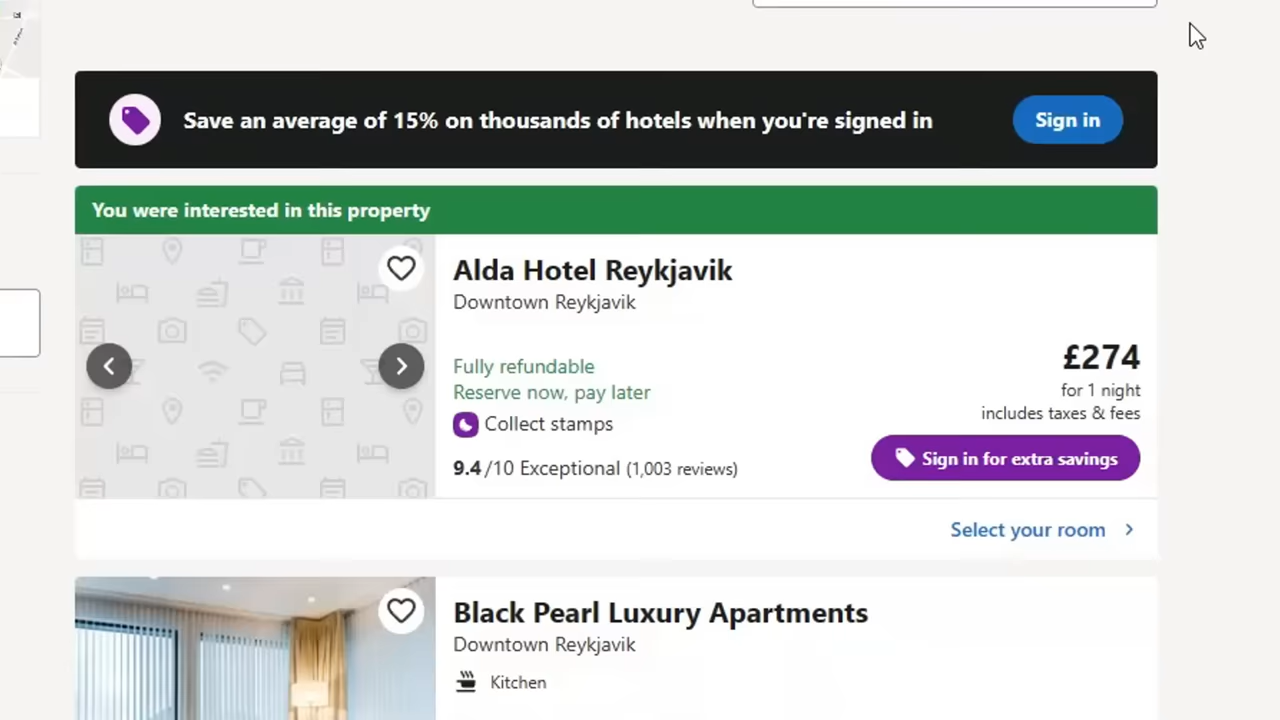 Save an average of 15% on thousands of hotels when you're signed in
Sign in
You were interested in this property
Alda Hotel Reykjavik
Downtown Reykjavik
Fully refundable
Reserve now, pay later
Collect stamps
9.4/10 Exceptional (1,003 reviews)
£274
for 1 night
includes taxes & fees
Sign in for extra savings
Select your room
Black Pearl Luxury Apartments
Downtown Reykjavik
Kitchen